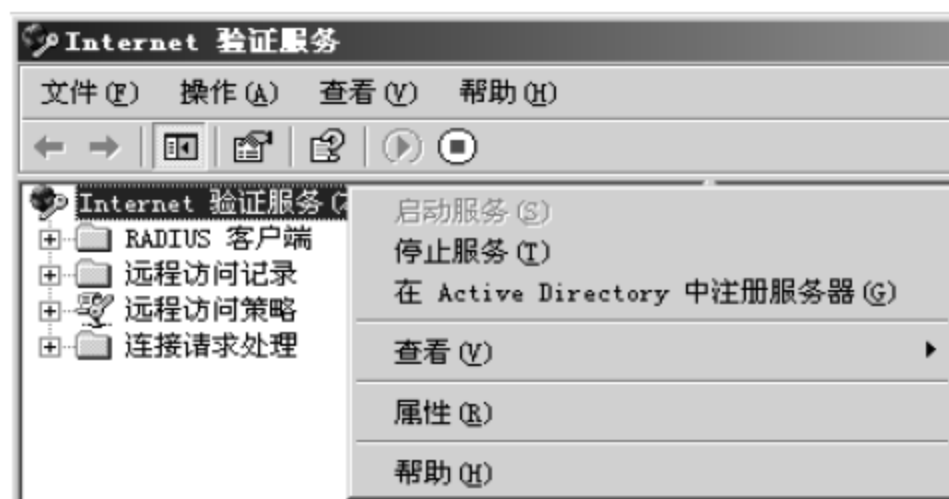 Internet 验证服务
文件(F) 操作(A) 查看(V) 帮助(H)
Internet 验证服务(
RADIUS 客户端
远程访问记录
远程访问策略
连接请求处理
启动服务(S)
停止服务(T)
在 Active Directory 中注册服务器(G)
查看(V)
属性(R)
帮助(H)